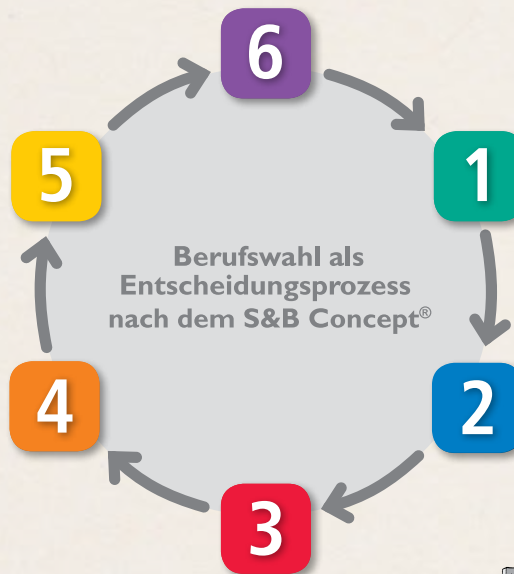 6
5
1
Berufswahl als
Entscheidungsprozess
nach dem S&B Concept®
4
2
3